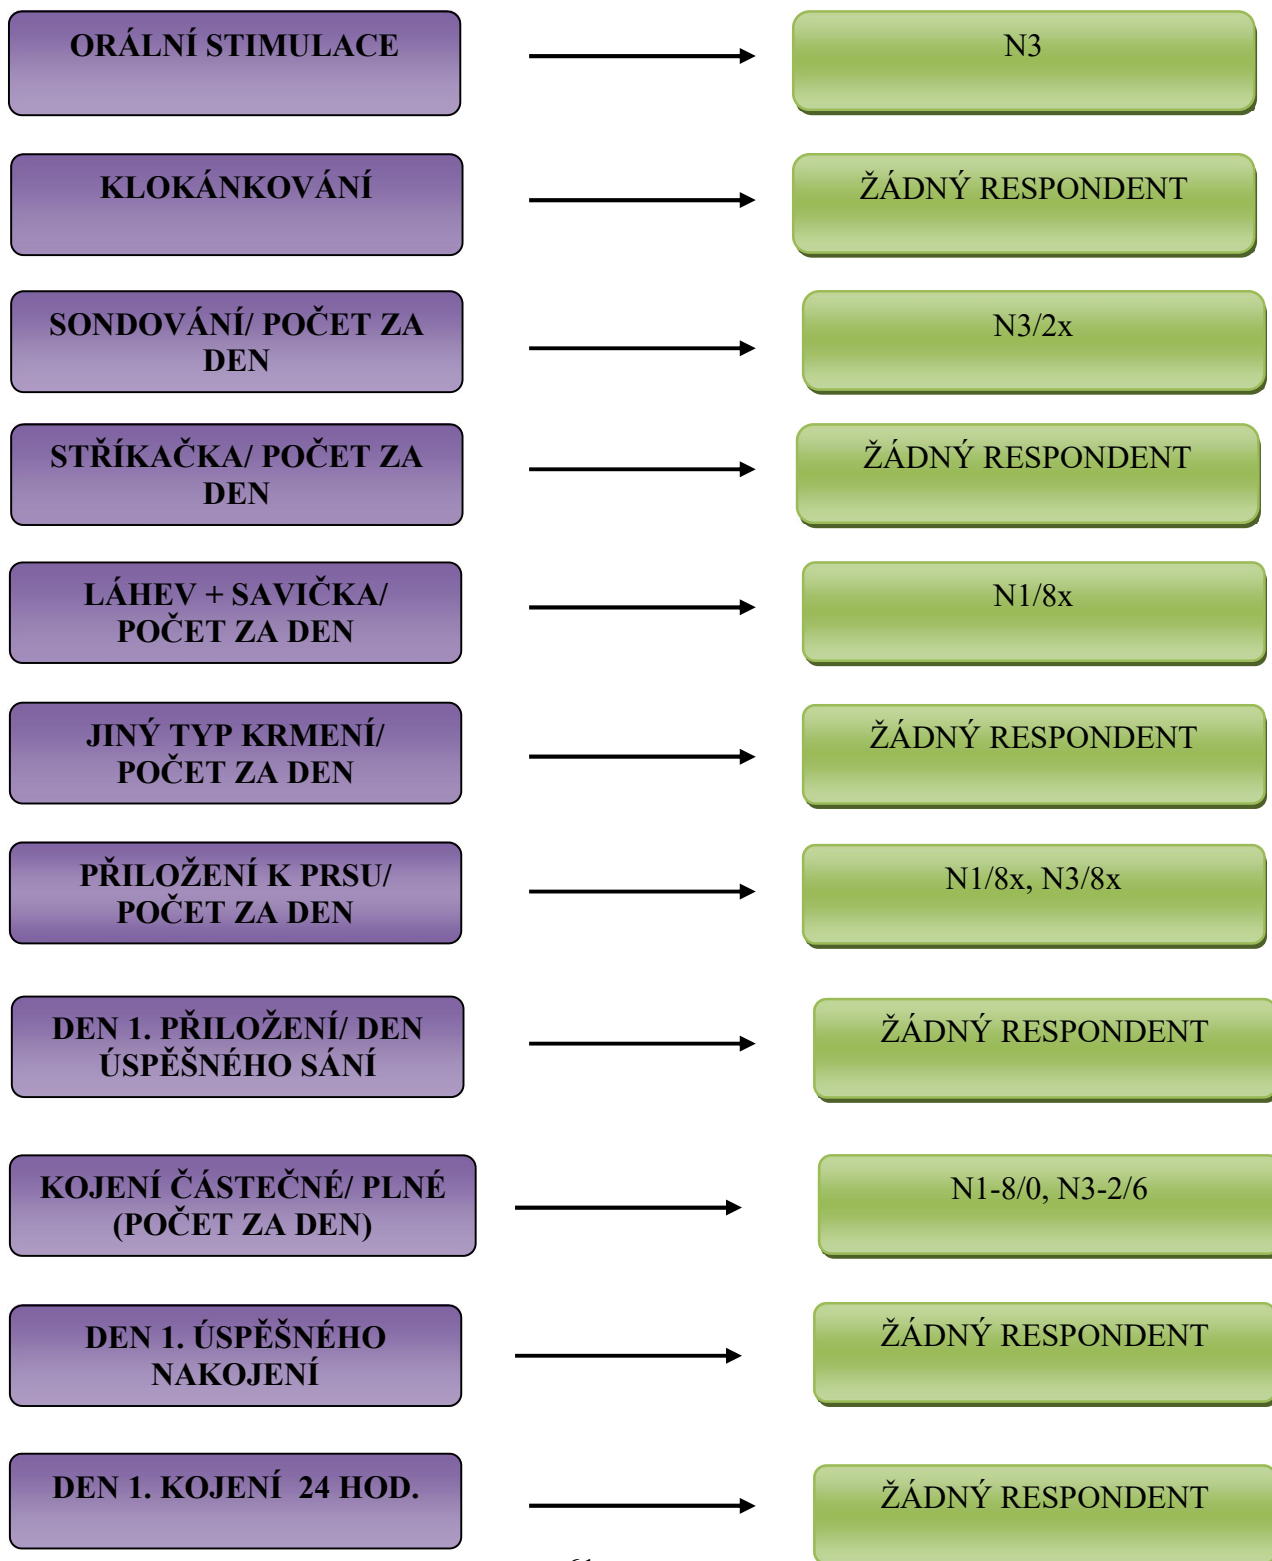 ORÁLNÍ STIMULACE
N3
KLOKÁNKOVÁNÍ
ŽÁDNÝ RESPONDENT
SONDOVÁNÍ/ POČET ZA
DEN
N3/2x
STŘÍKAČKA/ POČET ZA
DEN
ŽÁDNÝ RESPONDENT
LÁHEV + SAVIČKA/
POČET ZA DEN
N1/8x
JINÝ TYP KRMENÍ/
POČET ZA DEN
ŽÁDNÝ RESPONDENT
PŘILOŽENÍ K PRSU/
POČET ZA DEN
N1/8x, N3/8x
DEN 1. PŘILOŽENÍ/ DEN
ÚSPĚŠNÉHO SÁNÍ
ŽÁDNÝ RESPONDENT
KOJENÍ ČÁSTEČNÉ/ PLNÉ
(POČET ZA DEN)
N1-8/0, N3-2/6
DEN 1. ÚSPĚŠNÉHO
NAKOJENÍ
ŽÁDNÝ RESPONDENT
DEN 1. KOJENÍ 24 HOD.
ŽÁDNÝ RESPONDENT